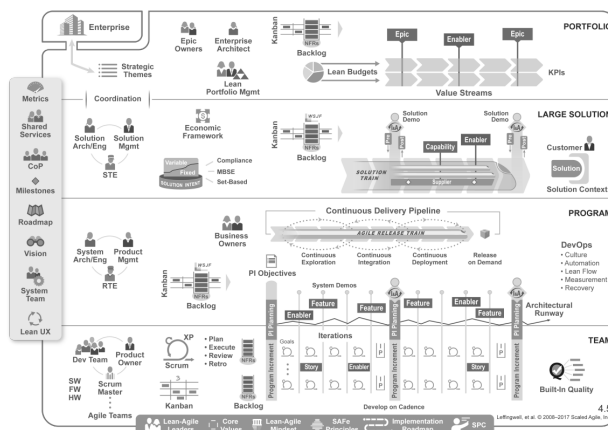 Enterprise
Strategic
Themes
Coordination
Epic
Owners
Enterprise
Architect
Lean
Portfolio Mgmt
Kanban
Backlog
NFRs
Lean Budgets
Epic
Enabler
Epic
KPIs
Value Streams
PORTFOLIO
Metrics
Shared
Services
CoP
Milestones
Roadmap
Vision
System
Team
Lean UX
Solution
Arch/Eng
Solution
Mgmt
STE
Economic
Framework
Variable
Fixed
SOLUTION INTENT
Compliance
MBSE
Set-Based
Kanban
WSJF
NFRs
Backlog
Solution
Demo
Solution
Demo
I&A
I&A
Capability
Enabler
SOLUTION
TRAIN
Supplier
LARGE SOLUTION
Customer
Solution
Solution Context
System
Arch/Eng
Product
Mgmt
RTE
Business
Owners
Kanban
WSJF
NFRs
Backlog
Continuous Delivery Pipeline
AGILE RELEASE TRAIN
Continuous
Exploration
Continuous
Integration
Continuous
Deployment
Release
on Demand
PROGRAM
DevOps
• Culture
• Automation
• Lean Flow
• Measurement
• Recovery
PI Objectives
System Demos
PI Planning
Enabler
Feature
Feature
I&A
PI Planning
Feature
Enabler
Feature
I&A
PI Planning
Architectural
Runway
Dev Team
Product
Owner
Scrum
Master
SW
FW
HW
Agile Teams
XP
Scrum
• Plan
• Execute
• Review
• Retro
Kanban
NFRs
NFRs
Backlog
Program Increment
Goals
Iterations
Story
Enabler
I
P
Program Increment
Story
I
P
Program Increment
Develop on Cadence
TEAM
Built-In Quality
4.5
Leffingwell, et al. © 2008–2017 Scaled Agile, Inc
Lean-Agile
Leaders
Core
Values
Lean-Agile
Mindset
SAFe
Principles
Implementation
Roadmap
SPC